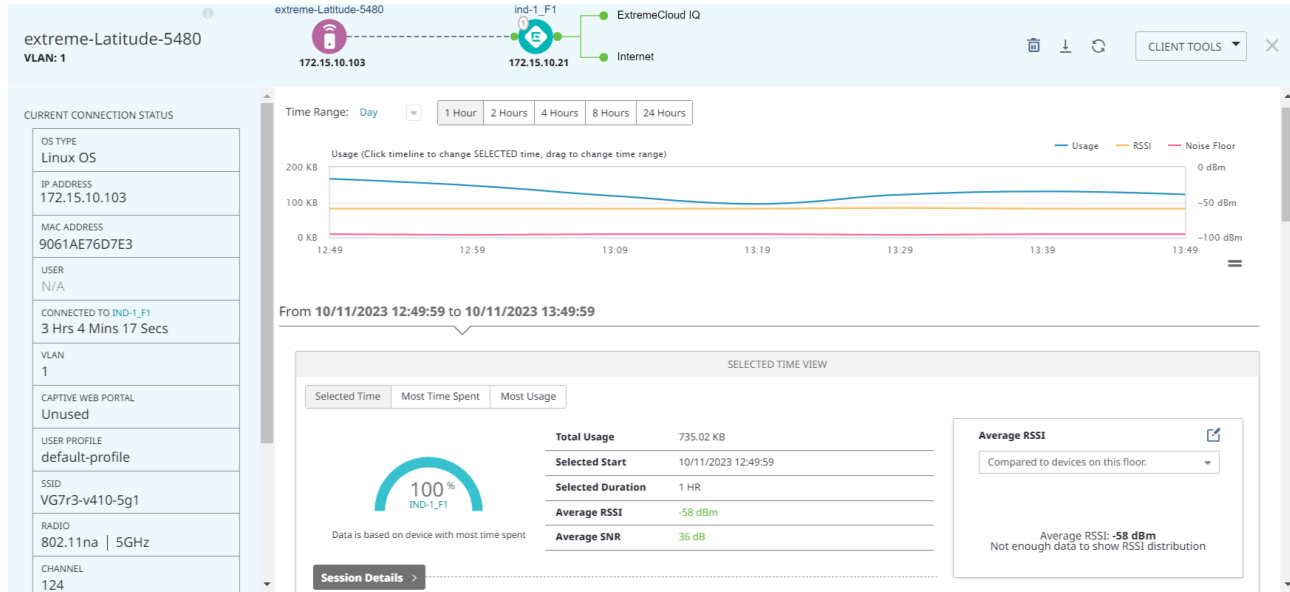 extreme-Latitude-5480
VLAN: 1
extreme-Latitude-5480
172.15.10.103
ind-1_F1
1
E
172.15.10.21
ExtremeCloud IQ
Internet
CLIENT TOOLS
CURRENT CONNECTION STATUS
OS TYPE
Linux OS
IP ADDRESS
172.15.10.103
MAC ADDRESS
9061AE76D7E3
USER
N/A
CONNECTED TO IND-1_F1
3 Hrs 4 Mins 17 Secs
VLAN
1
CAPTIVE WEB PORTAL
Unused
USER PROFILE
default-profile
SSID
VG7r3-v410-5g1
RADIO
802.11na | 5GHz
CHANNEL
124
Time Range: Day 1 Hour 2 Hours 4 Hours 8 Hours 24 Hours
Usage RSSI Noise Floor
Usage (Click timeline to change SELECTED time, drag to change time range)
200 KB 0 dBm
100 KB -50 dBm
0 KB -100 dBm
12:49 12:59 13:09 13:19 13:29 13:39 13:49
From 10/11/2023 12:49:59 to 10/11/2023 13:49:59
SELECTED TIME VIEW
Selected Time Most Time Spent Most Usage
100 %
IND-1_F1
Data is based on device with most time spent
Total Usage 735.02 KB
Selected Start 10/11/2023 12:49:59
Selected Duration 1 HR
Average RSSI -58 dBm
Average SNR 36 dB
Session Details >
Average RSSI
Compared to devices on this floor.
Average RSSI: -58 dBm
Not enough data to show RSSI distribution